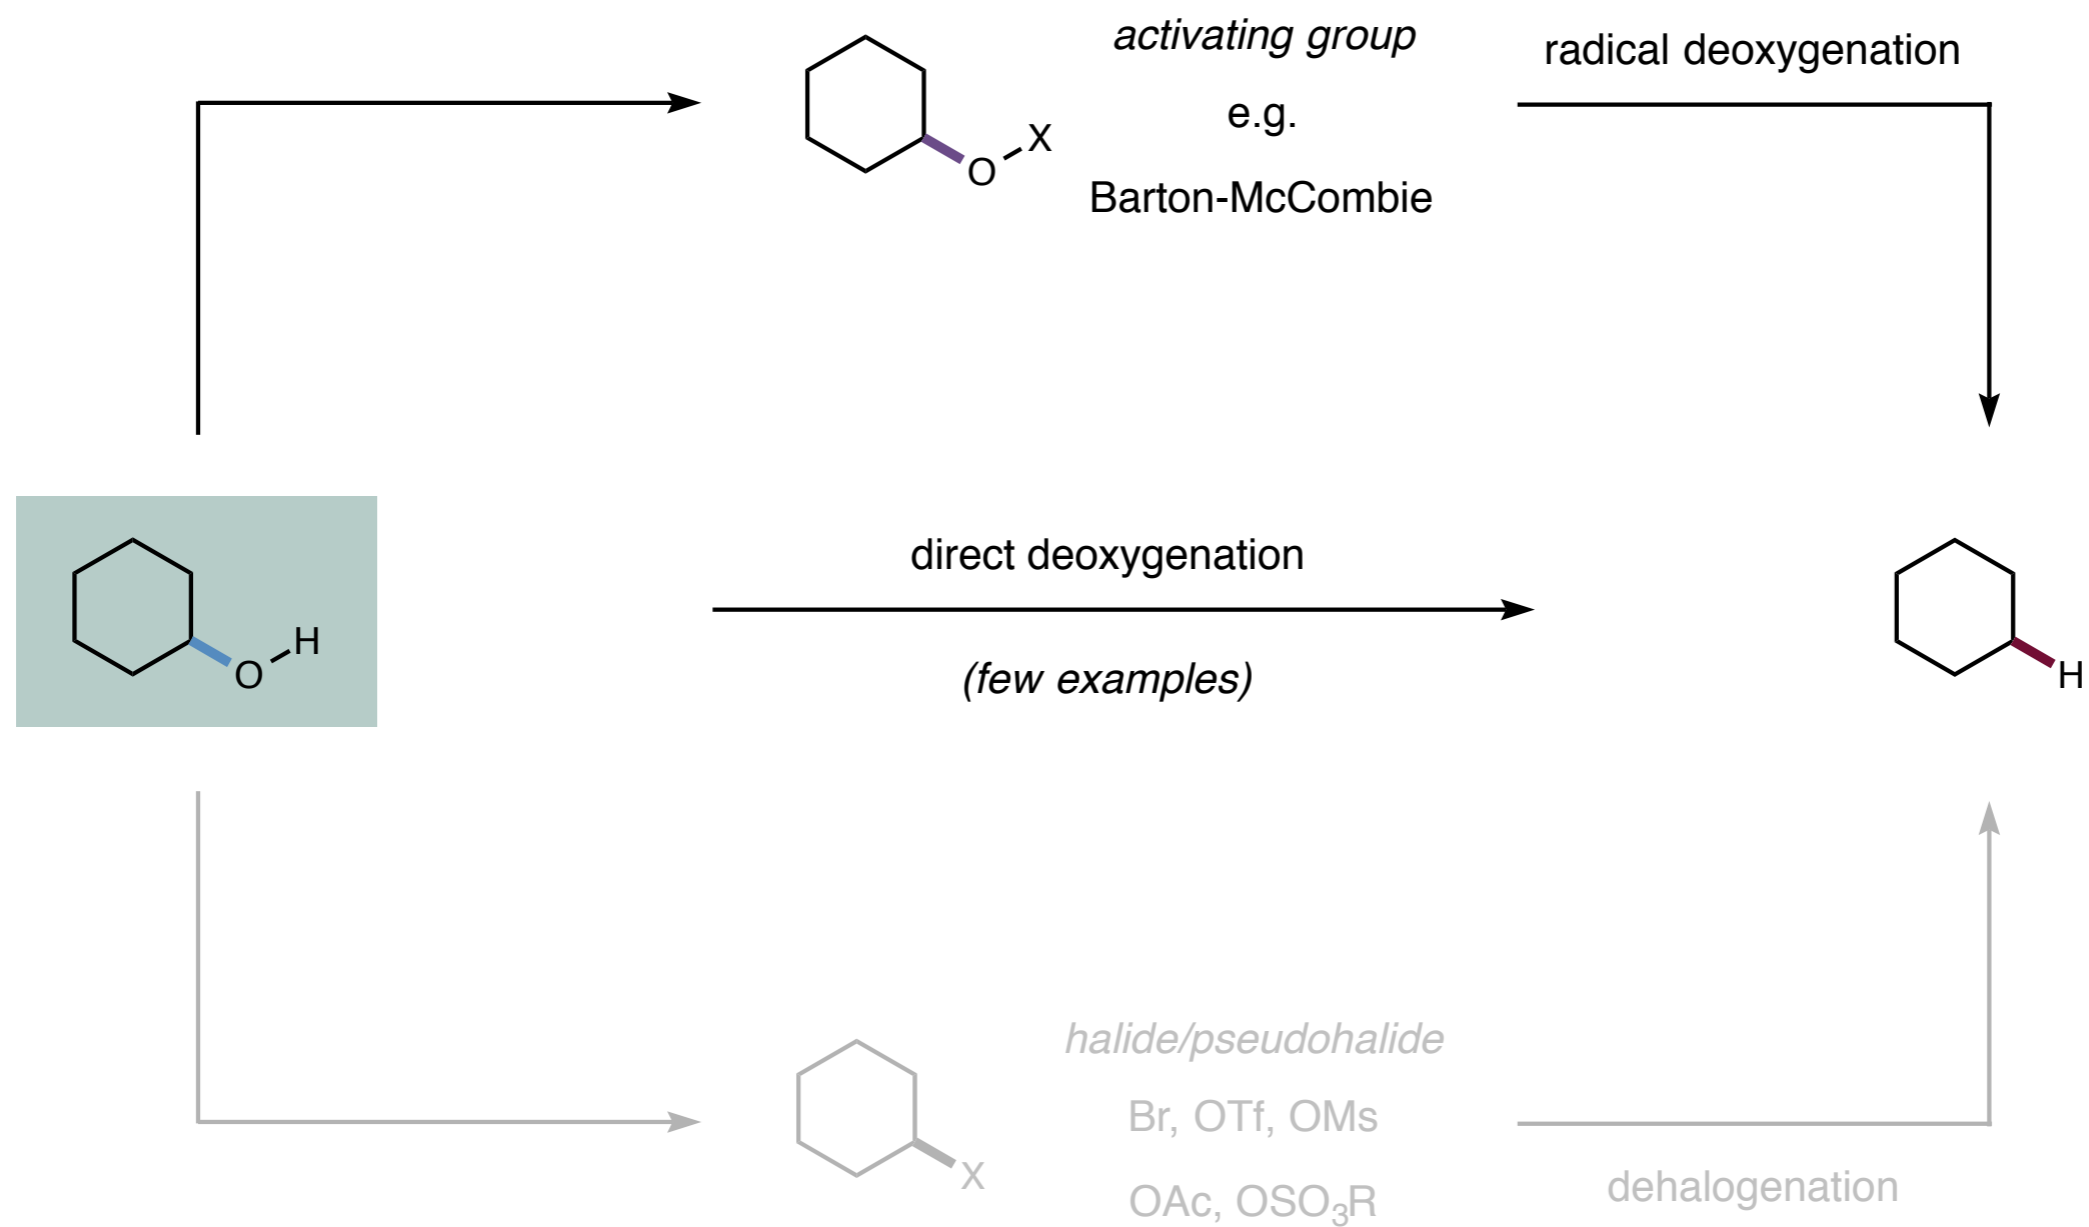 activating group
e.g.
Barton-McCombie
radical deoxygenation
O
X
direct deoxygenation
(few examples)
O
H
H
halide/pseudohalide
Br, OTf, OMs
OAc, OSO₃R
X
dehalogenation